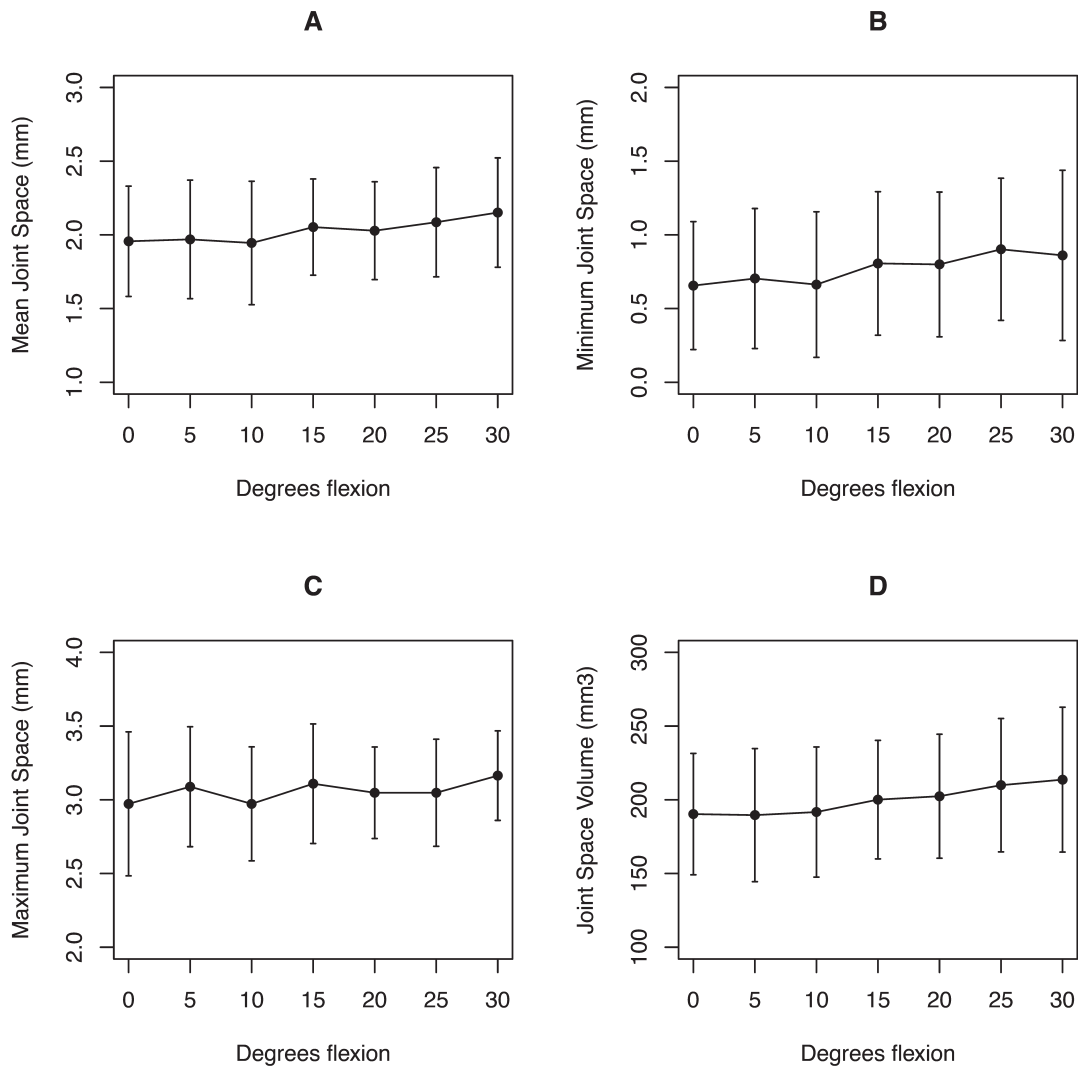 A
Mean Joint Space (mm)
3.0
2.5
2.0
1.5
1.0
0 5 10 15 20 25 30
Degrees flexion
B
Minimum Joint Space (mm)
2.0
1.5
1.0
0.5
0.0
0 5 10 15 20 25 30
Degrees flexion
C
Maximum Joint Space (mm)
4.0
3.5
3.0
2.5
2.0
0 5 10 15 20 25 30
Degrees flexion
D
Joint Space Volume (mm3)
300
250
200
150
100
0 5 10 15 20 25 30
Degrees flexion